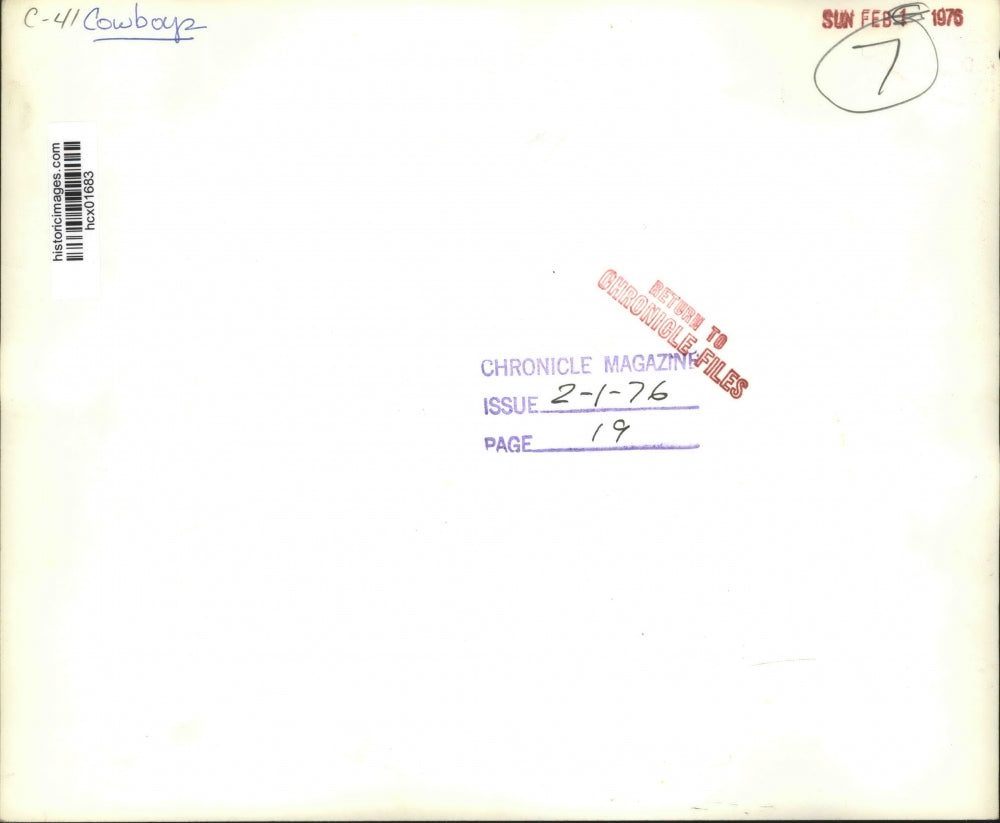 C-41 Cowboys
SUN FEB 1 1976
7
historicimages.com
hcx01683
RETURN TO
CHRONICLE FILES
CHRONICLE MAGAZINE
ISSUE 2-1-76
PAGE 19